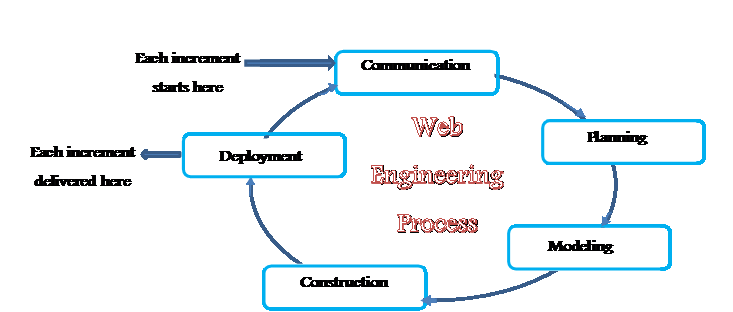 Each increment
starts here
Communication
Web
Engineering
Process
Planning
Each increment
delivered here
Deployment
Modeling
Construction